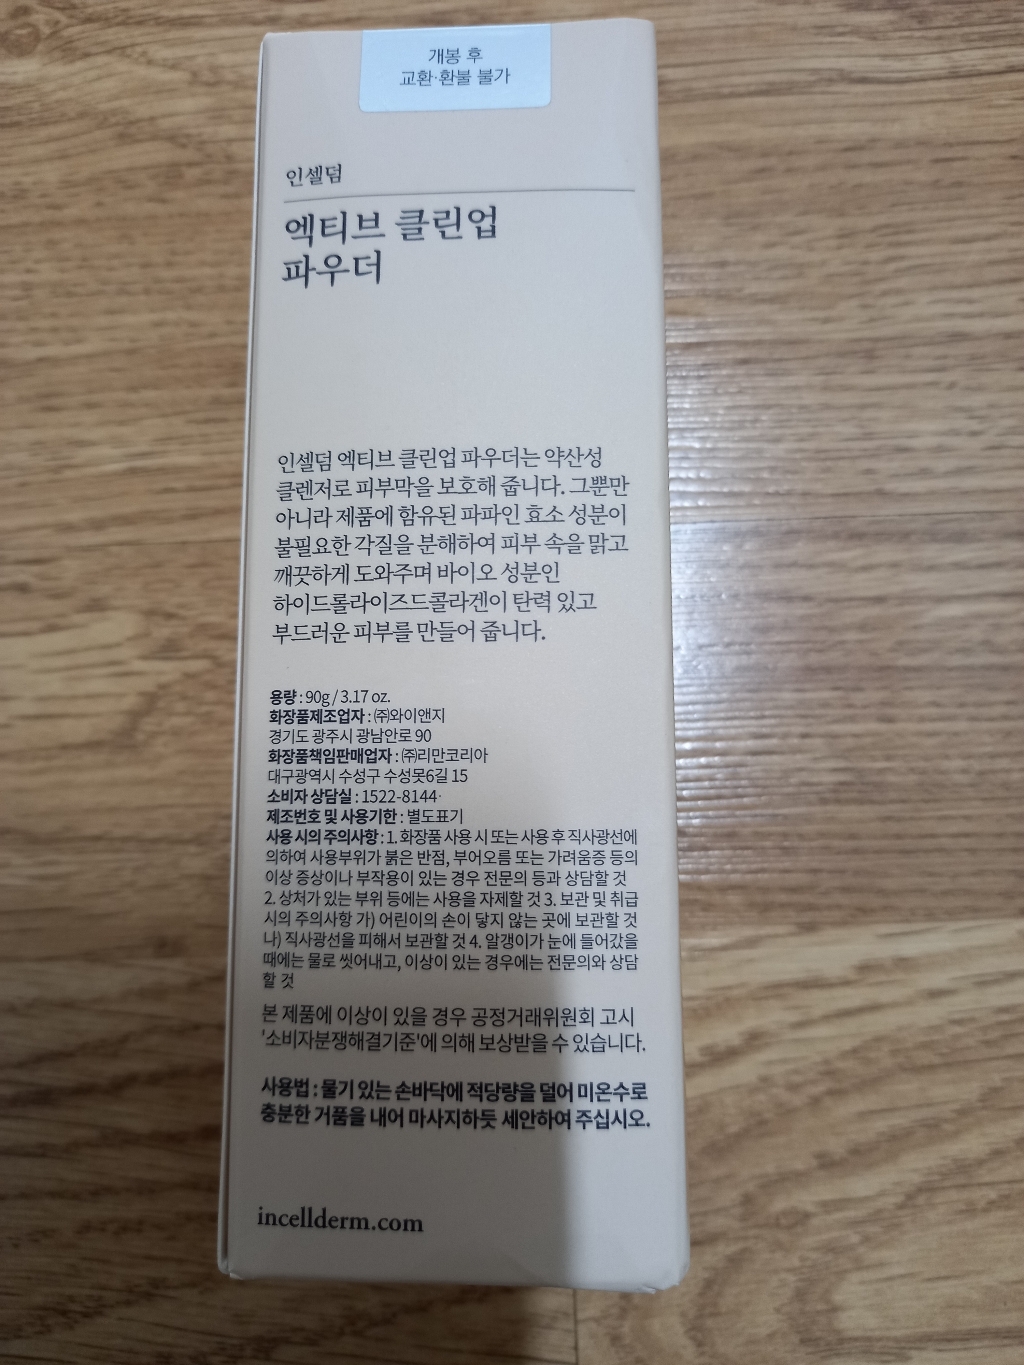 개봉 후
교환·환불 불가
인셀덤
엑티브 클린업
파우더
인셀덤 엑티브 클린업 파우더는 약산성
클렌저로 피부막을 보호해 줍니다. 그뿐만
아니라 제품에 함유된 파파인 효소 성분이
불필요한 각질을 분해하여 피부 속을 맑고
깨끗하게 도와주며 바이오 성분인
하이드롤라이즈드콜라겐이 탄력 있고
부드러운 피부를 만들어 줍니다.
용량 : 90g / 3.17 oz.
화장품제조업자 : ㈜와이앤지
경기도 광주시 광남안로 90
화장품책임판매업자 : ㈜리만코리아
대구광역시 수성구 수성못6길 15
소비자 상담실 : 1522-8144
제조번호 및 사용기한 : 별도표기
사용 시의 주의사항 : 1. 화장품 사용 시 또는 사용 후 직사광선에
의하여 사용부위가 붉은 반점, 부어오름 또는 가려움증 등의
이상 증상이나 부작용이 있는 경우 전문의 등과 상담할 것
2. 상처가 있는 부위 등에는 사용을 자제할 것 3. 보관 및 취급
시의 주의사항 가) 어린이의 손이 닿지 않는 곳에 보관할 것
나) 직사광선을 피해서 보관할 것 4. 알갱이가 눈에 들어갔을
때에는 물로 씻어내고, 이상이 있는 경우에는 전문의와 상담
할 것
본 제품에 이상이 있을 경우 공정거래위원회 고시
'소비자분쟁해결기준'에 의해 보상받을 수 있습니다.
사용법 : 물기 있는 손바닥에 적당량을 덜어 미온수로
충분한 거품을 내어 마사지하듯 세안하여 주십시오.
incellderm.com